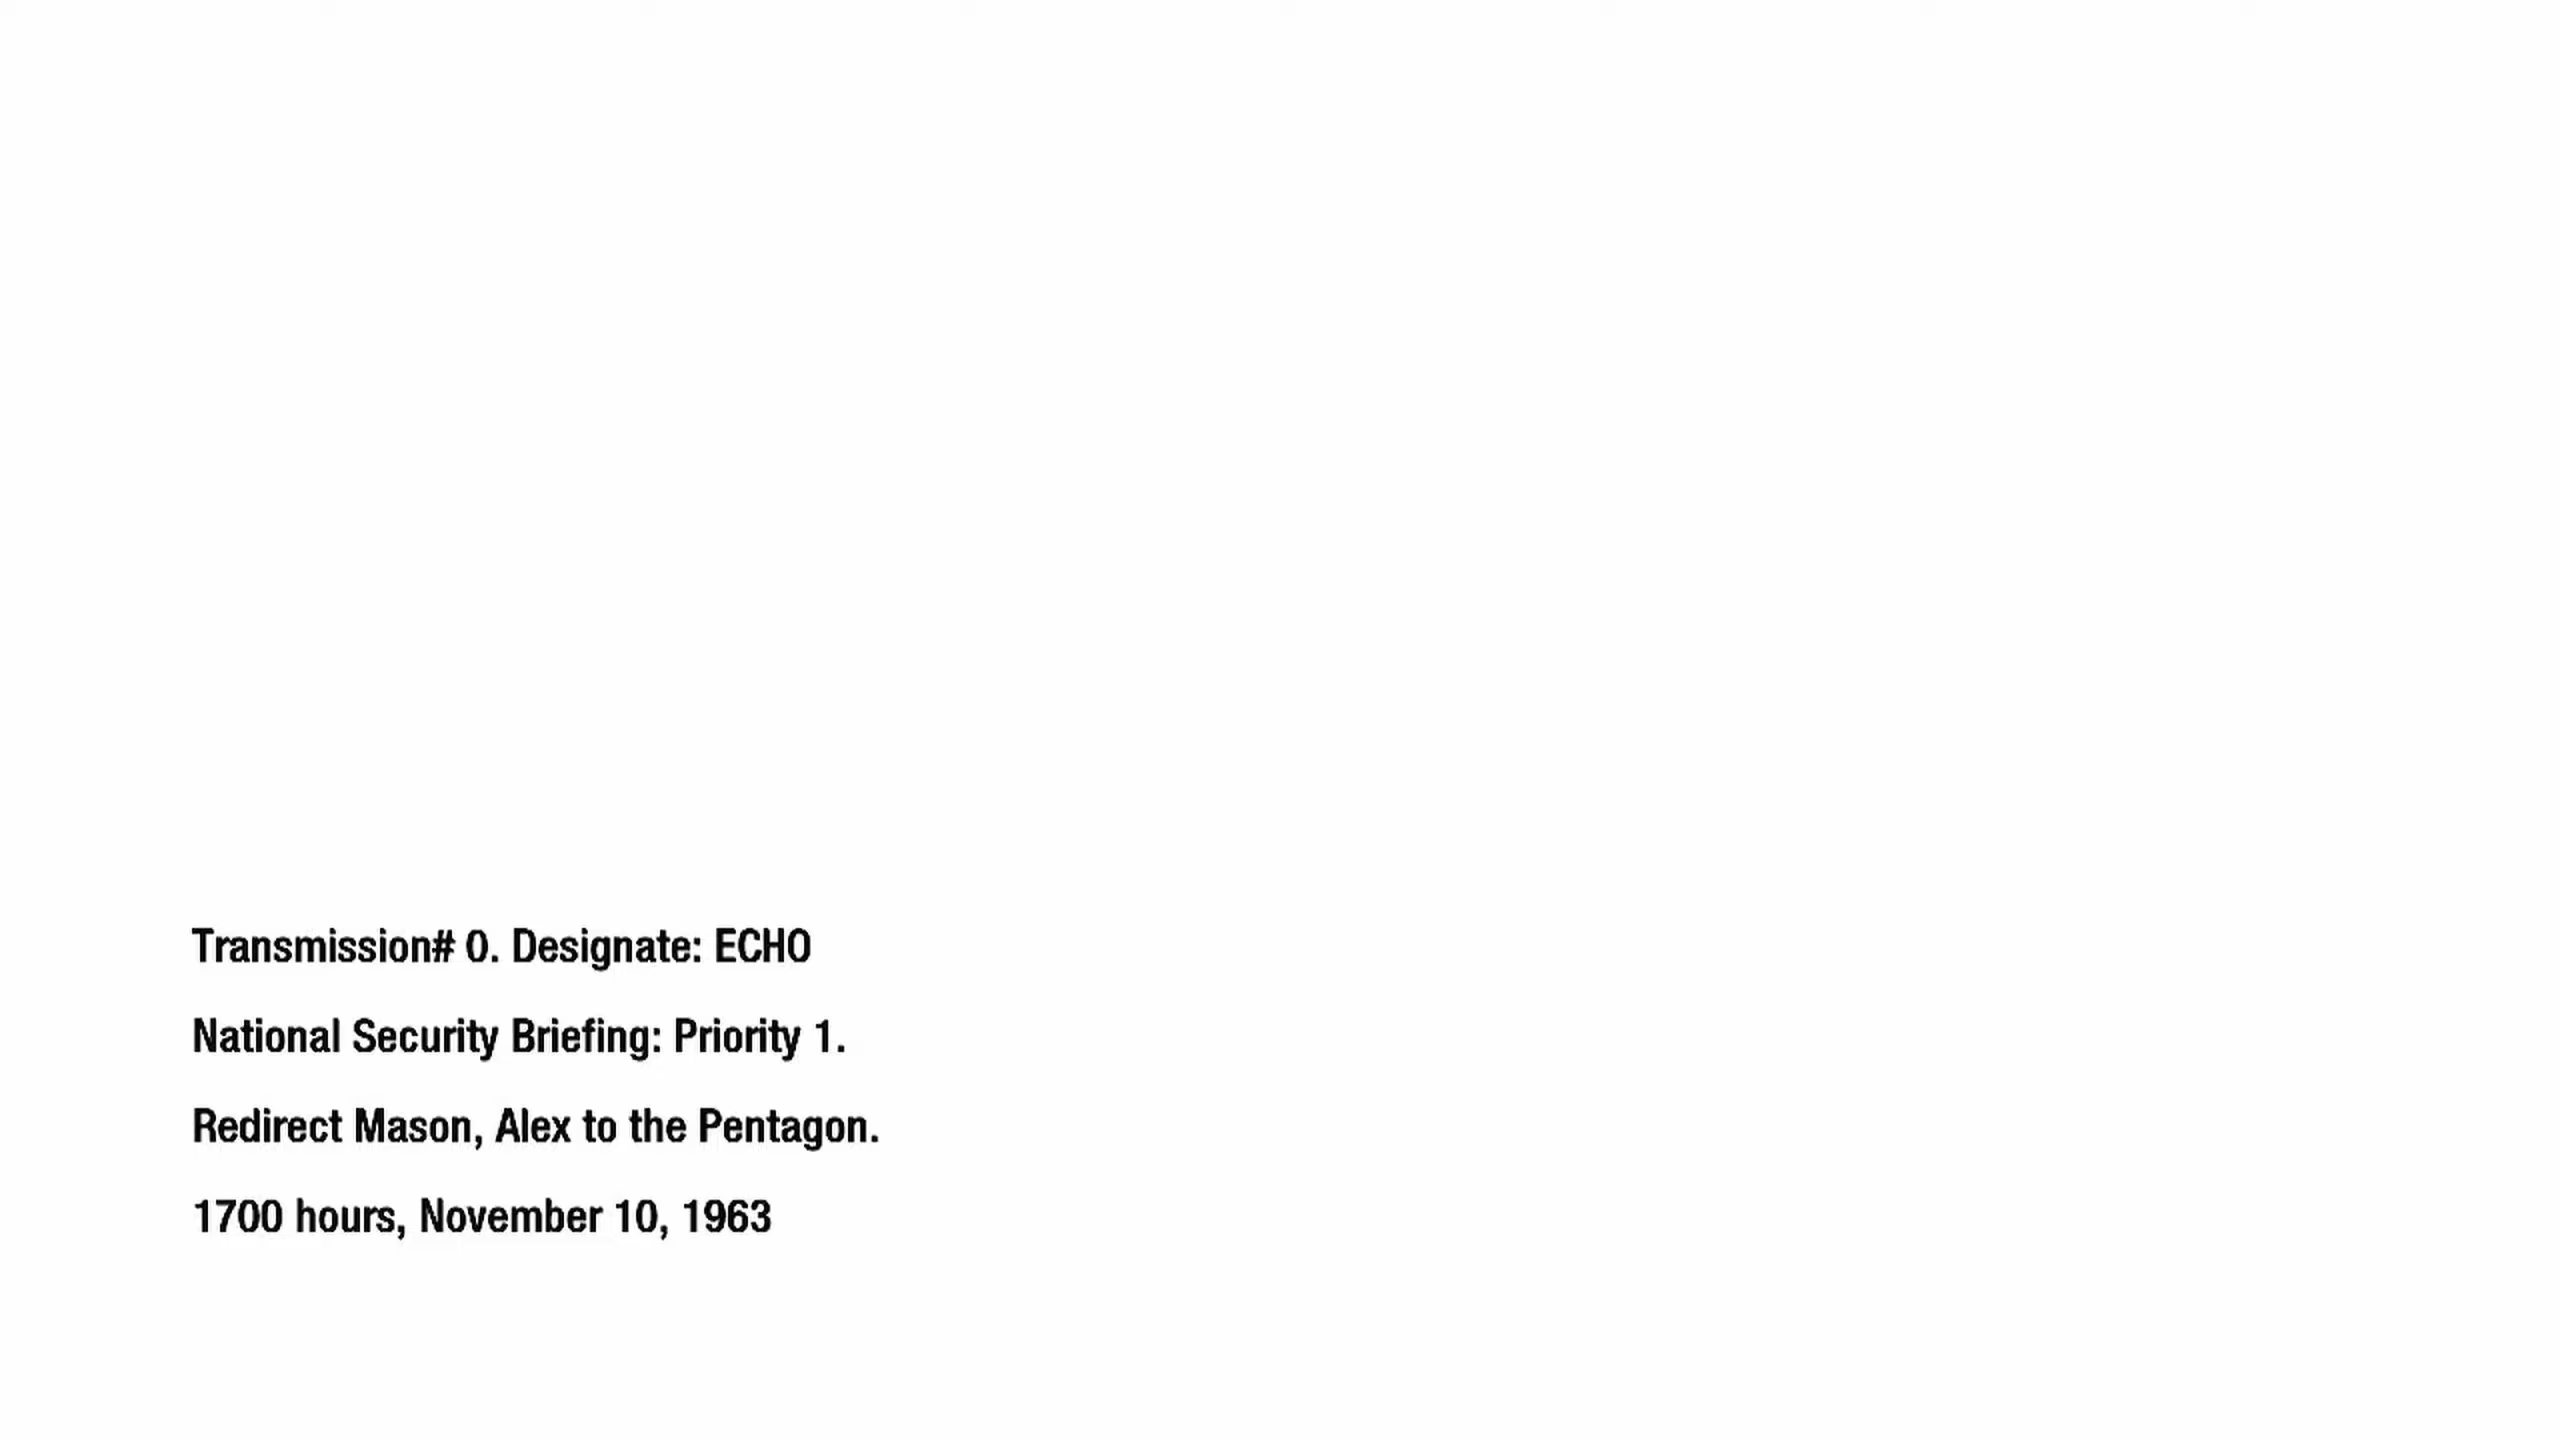 Transmission# 0. Designate: ECHO
National Security Briefing: Priority 1.
Redirect Mason, Alex to the Pentagon.
1700 hours, November 10, 1963